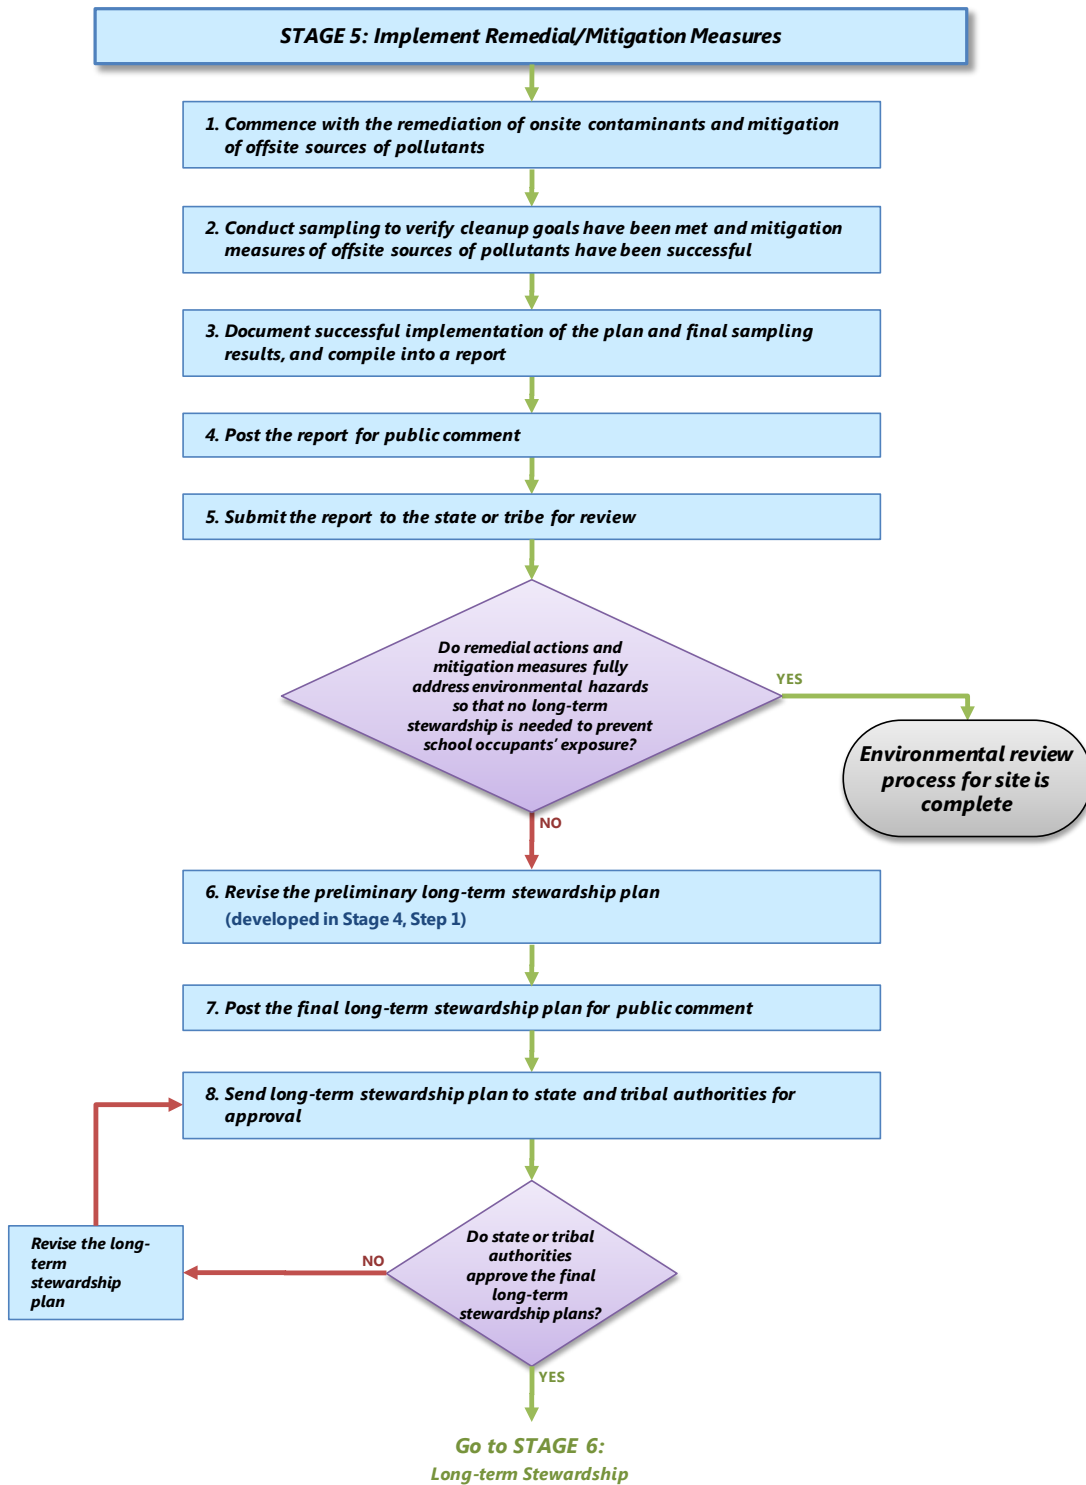 STAGE 5: Implement Remedial/Mitigation Measures
1. Commence with the remediation of onsite contaminants and mitigation
of offsite sources of pollutants
2. Conduct sampling to verify cleanup goals have been met and mitigation
measures of offsite sources of pollutants have been successful
3. Document successful implementation of the plan and final sampling
results, and compile into a report
4. Post the report for public comment
5. Submit the report to the state or tribe for review
Do remedial actions and
mitigation measures fully
address environmental hazards
so that no long-term
stewardship is needed to prevent
school occupants' exposure?
YES
Environmental review
process for site is
complete
NO
6. Revise the preliminary long-term stewardship plan
(developed in Stage 4, Step 1)
7. Post the final long-term stewardship plan for public comment
8. Send long-term stewardship plan to state and tribal authorities for
approval
Do state or tribal
authorities
approve the final
long-term
stewardship plans?
NO
Revise the long-
term
stewardship
plan
YES
Go to STAGE 6:
Long-term Stewardship